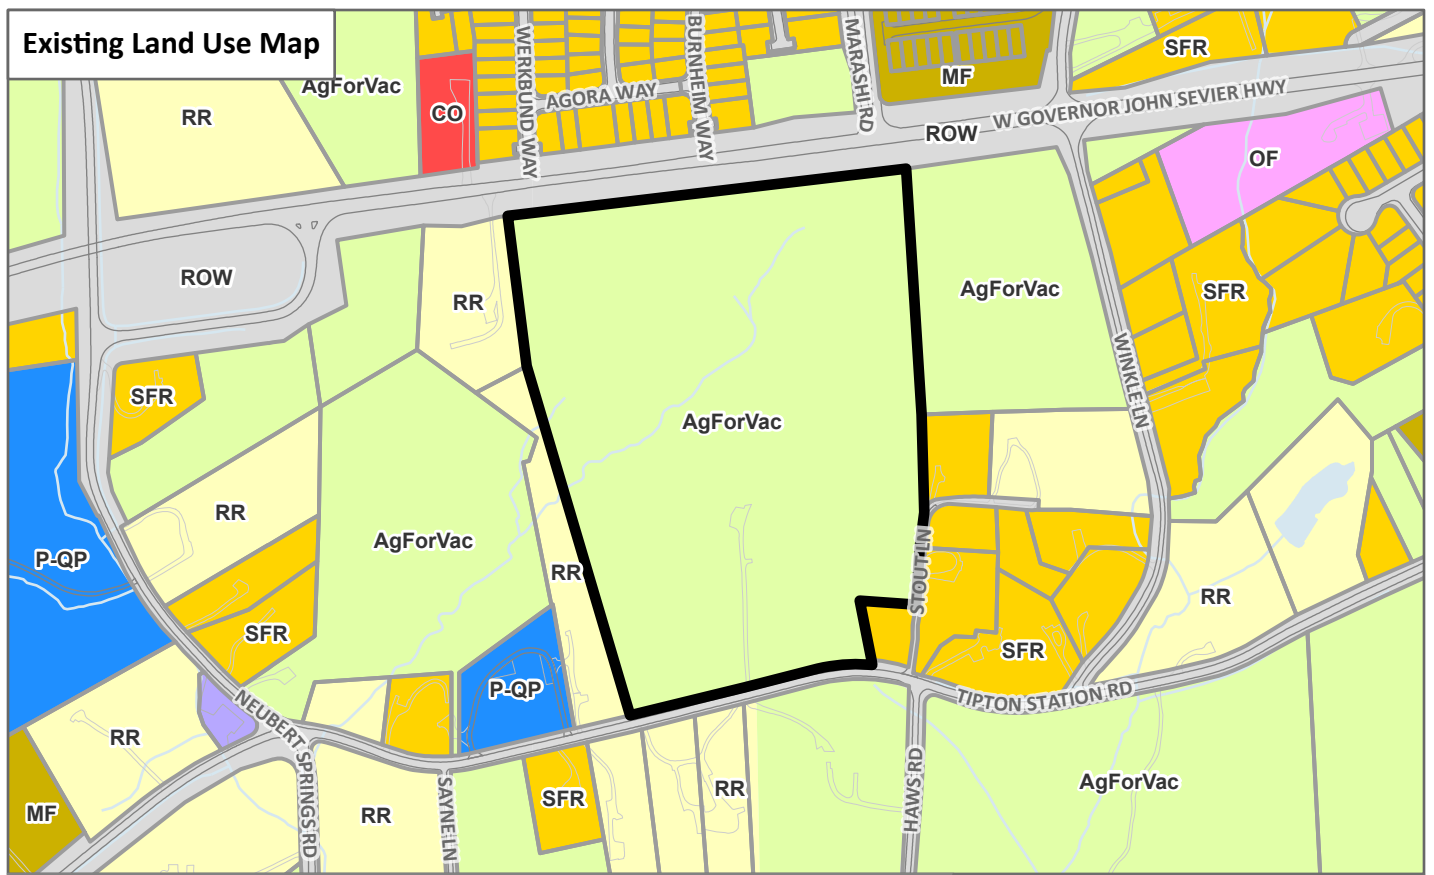 Existing Land Use Map
AgForVac
RR
CO
WERKBUND WAY
AGORA WAY
BURNHEIM WAY
MARASHI RD
MF
SFR
ROW
W GOVERNOR JOHN SEVIER HWY
OF
ROW
RR
AgForVac
SFR
WINKLE LN
SFR
AgForVac
RR
AgForVac
P-QP
RR
STOUT LN
RR
SFR
SFR
P-QP
TIPTON STATION RD
NEUBERT SPRINGS RD
RR
SAYNE LN
SFR
RR
HAWS RD
AgForVac
MF
RR